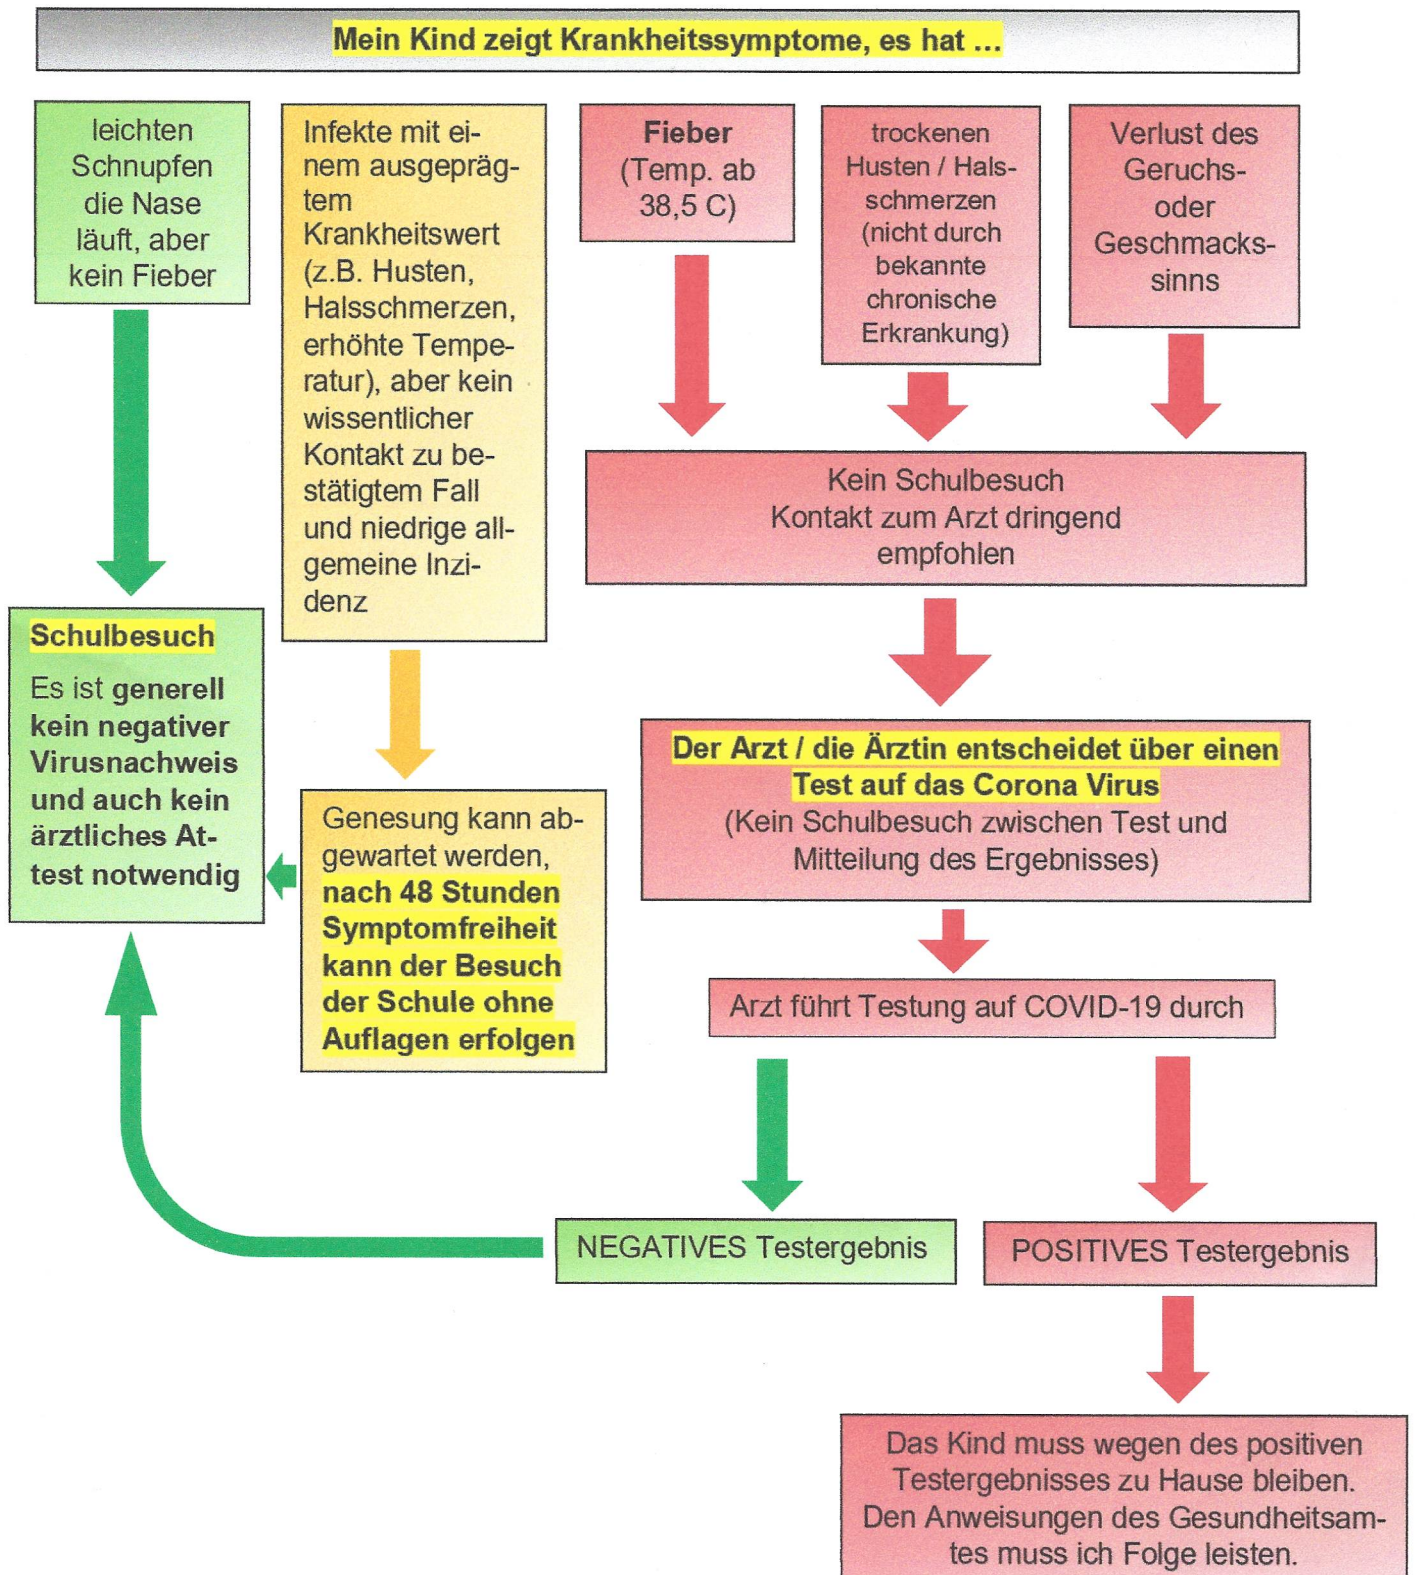 Mein Kind zeigt Krankheitssymptome, es hat ...
leichten
Schnupfen
die Nase
läuft, aber
kein Fieber
Infekte mit ei-
nem ausgepräg-
tem
Krankheitswert
(z.B. Husten,
Halsschmerzen,
erhöhte Tempe-
ratur), aber kein
wissentlicher
Kontakt zu be-
stätigtem Fall
und niedrige all-
gemeine Inzi-
denz
Fieber
(Temp. ab
38,5 C)
trockenen
Husten / Hals-
schmerzen
(nicht durch
bekannte
chronische
Erkrankung)
Verlust des
Geruchs-
oder
Geschmacks-
sinns
Kein Schulbesuch
Kontakt zum Arzt dringend
empfohlen
Schulbesuch
Es ist generell
kein negativer
Virusnachweis
und auch kein
ärztliches At-
test notwendig
Genesung kann ab-
gewartet werden,
nach 48 Stunden
Symptomfreiheit
kann der Besuch
der Schule ohne
Auflagen erfolgen
Der Arzt / die Ärztin entscheidet über einen
Test auf das Corona Virus
(Kein Schulbesuch zwischen Test und
Mitteilung des Ergebnisses)
Arzt führt Testung auf COVID-19 durch
NEGATIVES Testergebnis
POSITIVES Testergebnis
Das Kind muss wegen des positiven
Testergebnisses zu Hause bleiben.
Den Anweisungen des Gesundheitsam-
tes muss ich Folge leisten.